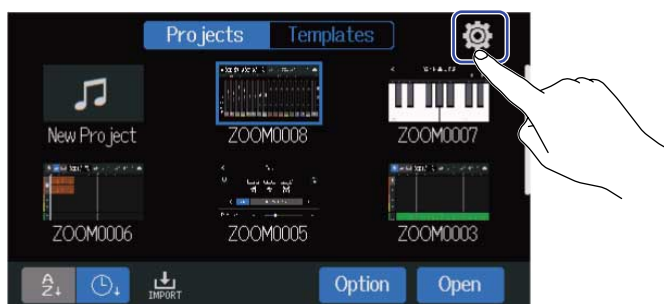 Projects Templates
New Project ZOOM0008 ZOOM0007
ZOOM0006 ZOOM0005 ZOOM0003
A
Z↓ IMPORT Option Open